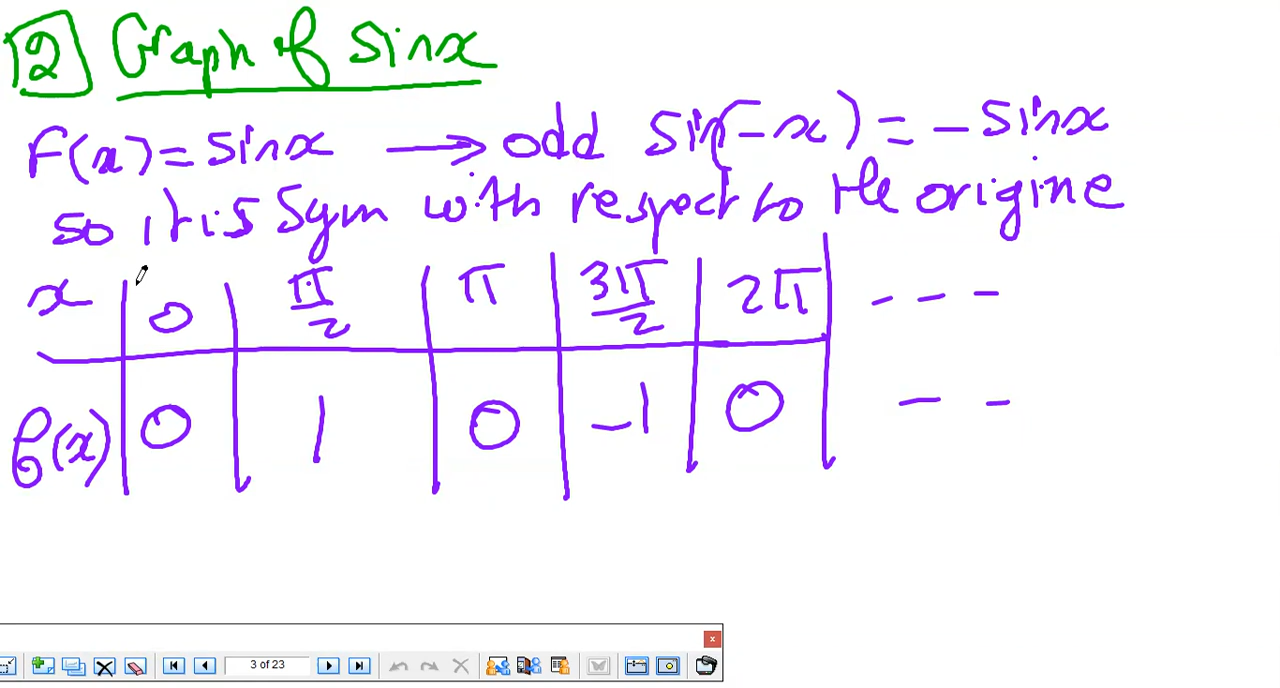 2 Graph of sinx
F(x) = sinx → odd sin(-x) = - sinx
so it is Sym with respect to the origine
x 0 π/2 π 3π/2 2π - - -
f(x) 0 1 0 -1 0 - -
3 of 23